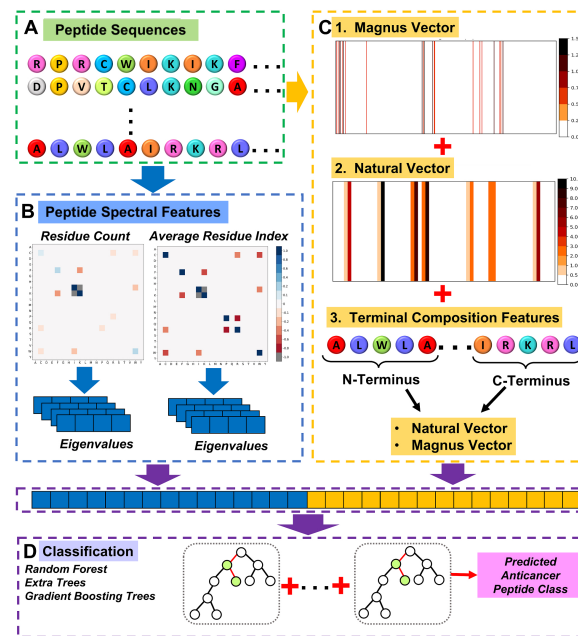 A
Peptide Sequences
R P R C W I K I K F ...
D P V T C L K N G A ...
A L W L A I R K R L ...
B
Peptide Spectral Features
Residue Count
Average Residue Index
Eigenvalues
Eigenvalues
C
1. Magnus Vector
+
2. Natural Vector
+
3. Terminal Composition Features
A L W L A ... I R K R L
N-Terminus
C-Terminus
• Natural Vector
• Magnus Vector
D
Classification
Random Forest
Extra Trees
Gradient Boosting Trees
+ ... +
Predicted
Anticancer
Peptide Class